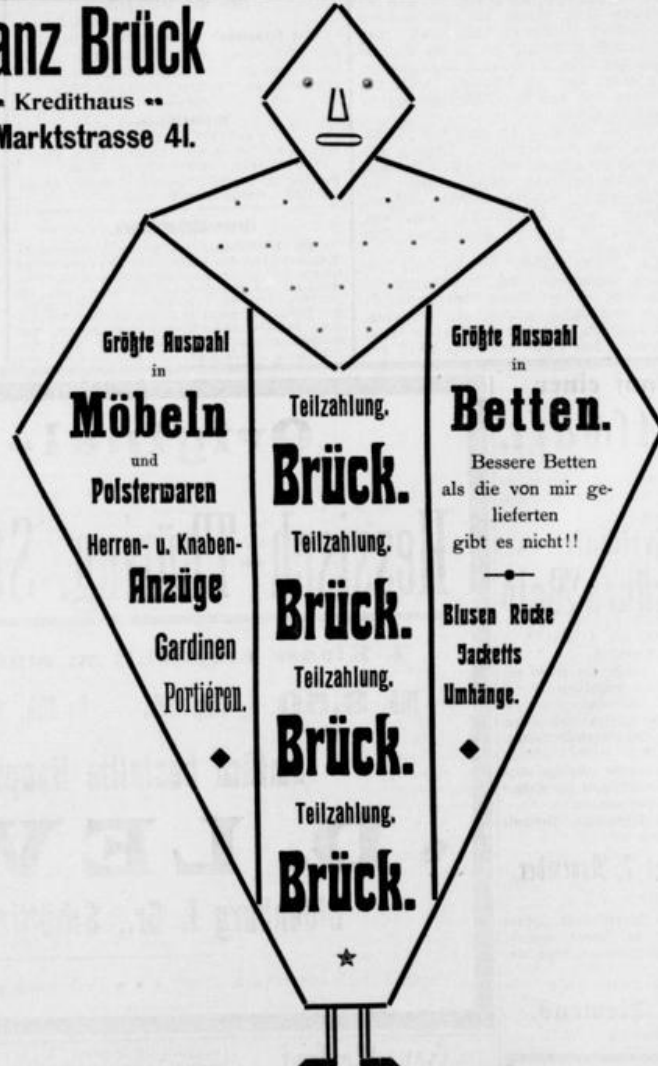 anz Brück
Kredithaus
Marktstrasse 41.
Größte Auswahl
in
Möbeln
und
Polsterwaren
Herren- u. Knaben-
Anzüge
Gardinen
Portiéren.
Teilzahlung.
Brück.
Teilzahlung.
Brück.
Teilzahlung.
Brück.
Teilzahlung.
Brück.
Größte Auswahl
in
Betten.
Bessere Betten
als die von mir ge-
lieferten
gibt es nicht!!
Blusen Röcke
Jacketts
Umhänge.